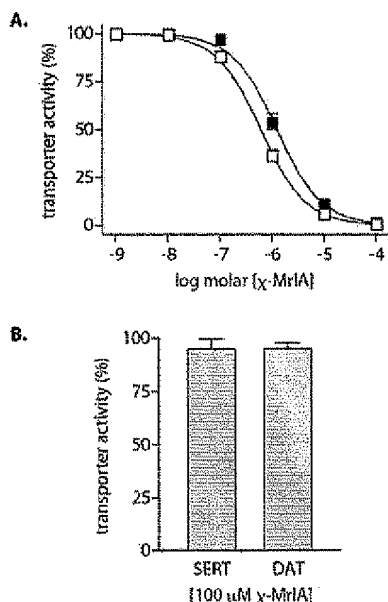 A.
100
75
50
25
0
transporter activity (%)
-9 -8 -7 -6 -5 -4
log molar [χ-MrIA]
B.
100
75
50
25
0
transporter activity (%)
SERT DAT
[100 µM χ-MrIA]